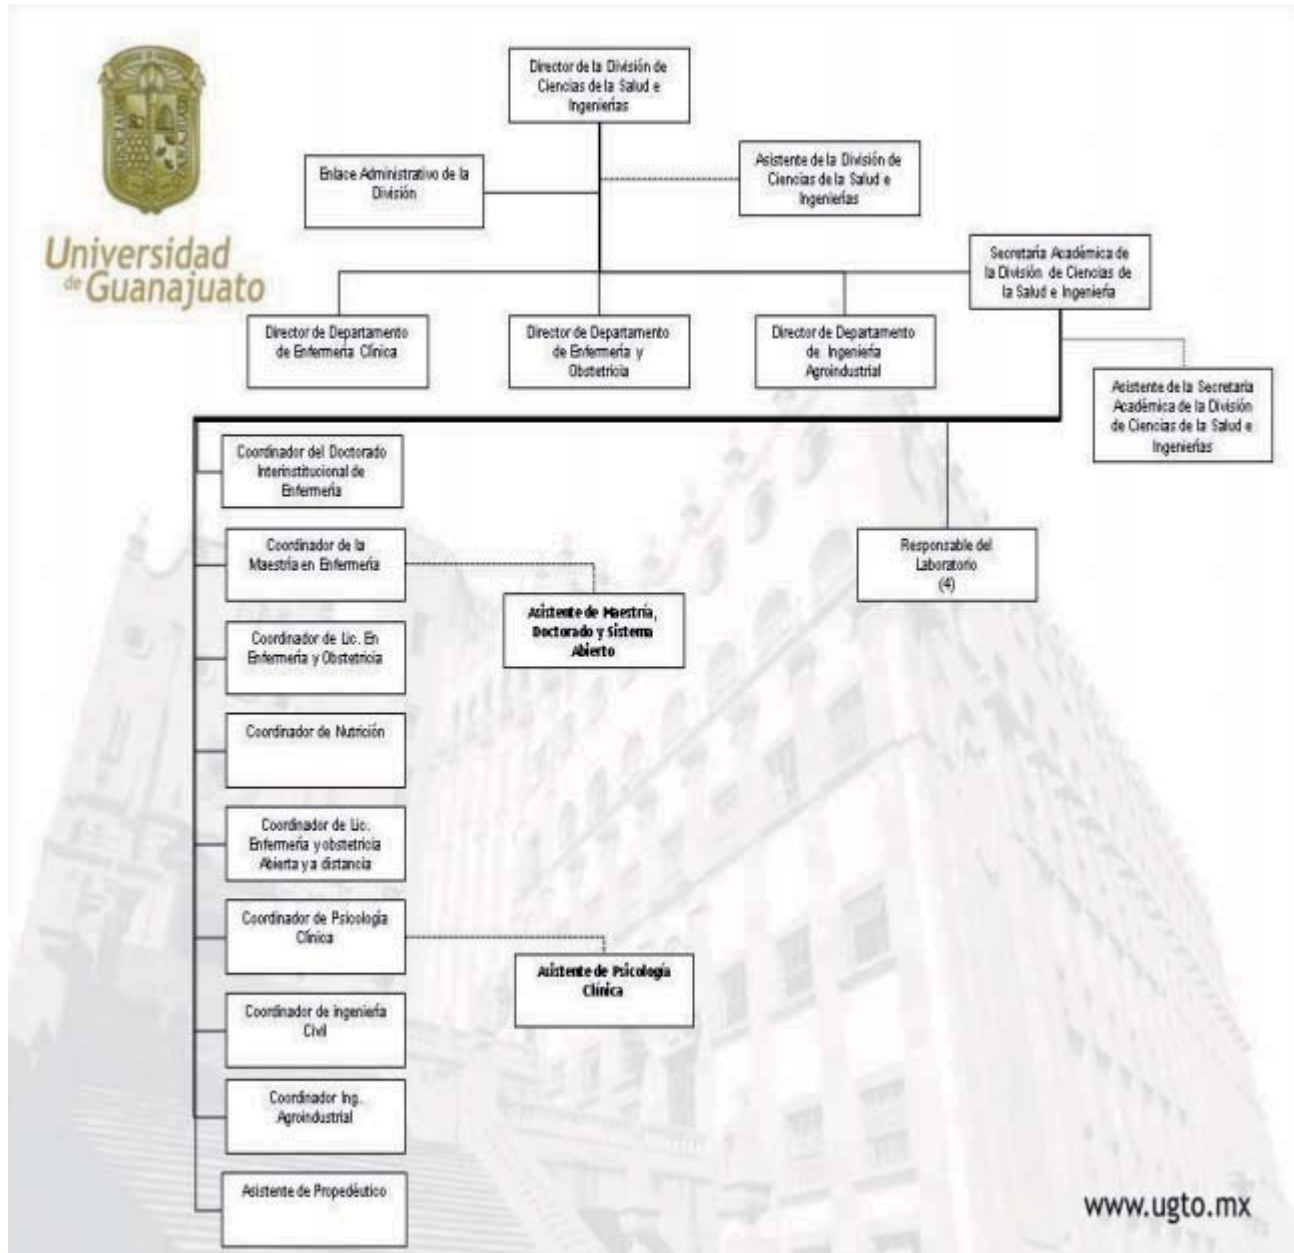 Director de la División de
Ciencias de la Salud e
Ingenierías
Enlace Administrativo de la
División
Asistente de la División de
Ciencias de la Salud e
Ingenierías
Universidad
de Guanajuato
Secretaría Académica de
la División de Ciencias de
la Salud e Ingeniería
Director de Departamento
de Enfermería Clínica
Director de Departamento
de Enfermería y
Obstetricia
Director de Departamento
de Ingeniería
Agroindustrial
Asistente de la Secretaría
Académica de la División
de Ciencias de la Salud e
Ingenierías
Coordinador del Doctorado
Interinstitucional de
Enfermería
Coordinador de la
Maestría en Enfermería
Asistente de Maestría,
Doctorado y Sistema
Abierto
Responsable del
Laboratorio
(4)
Coordinador de Lic. En
Enfermería y Obstetricia
Coordinador de Nutrición
Coordinador de Lic.
Enfermería y obstetricia
Abierta y a distancia
Coordinador de Psicología
Clínica
Asistente de Psicología
Clínica
Coordinador de ingeniería
Civil
Coordinador Ing.
Agroindustrial
Asistente de Propedéutico
www.ugto.mx